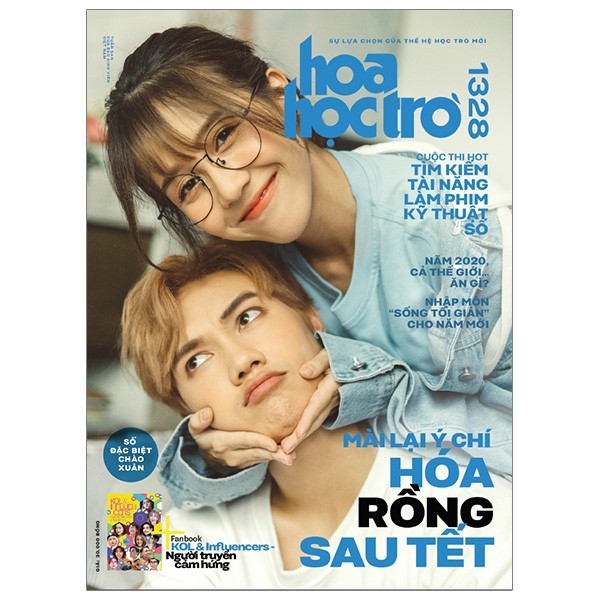 SỰ LỰA CHỌN CỦA THẾ HỆ HỌC TRÒ MỚI
hoa
học trò
1328
CUỘC THI HOT
TÌM KIẾM
TÀI NĂNG
LÀM PHIM
KỸ THUẬT
SỐ
NĂM 2020,
CẢ THẾ GIỚI...
ĂN GÌ?
NHẬP MÔN
“SỐNG TỐI GIẢN”
CHO NĂM MỚI
MÀI LẠI Ý CHÍ
HÓA
RỒNG
SAU TẾT
SỐ
ĐẶC BIỆT
CHÀO
XUÂN
+
Fanbook
KOL & Influencers -
Người truyền
cảm hứng